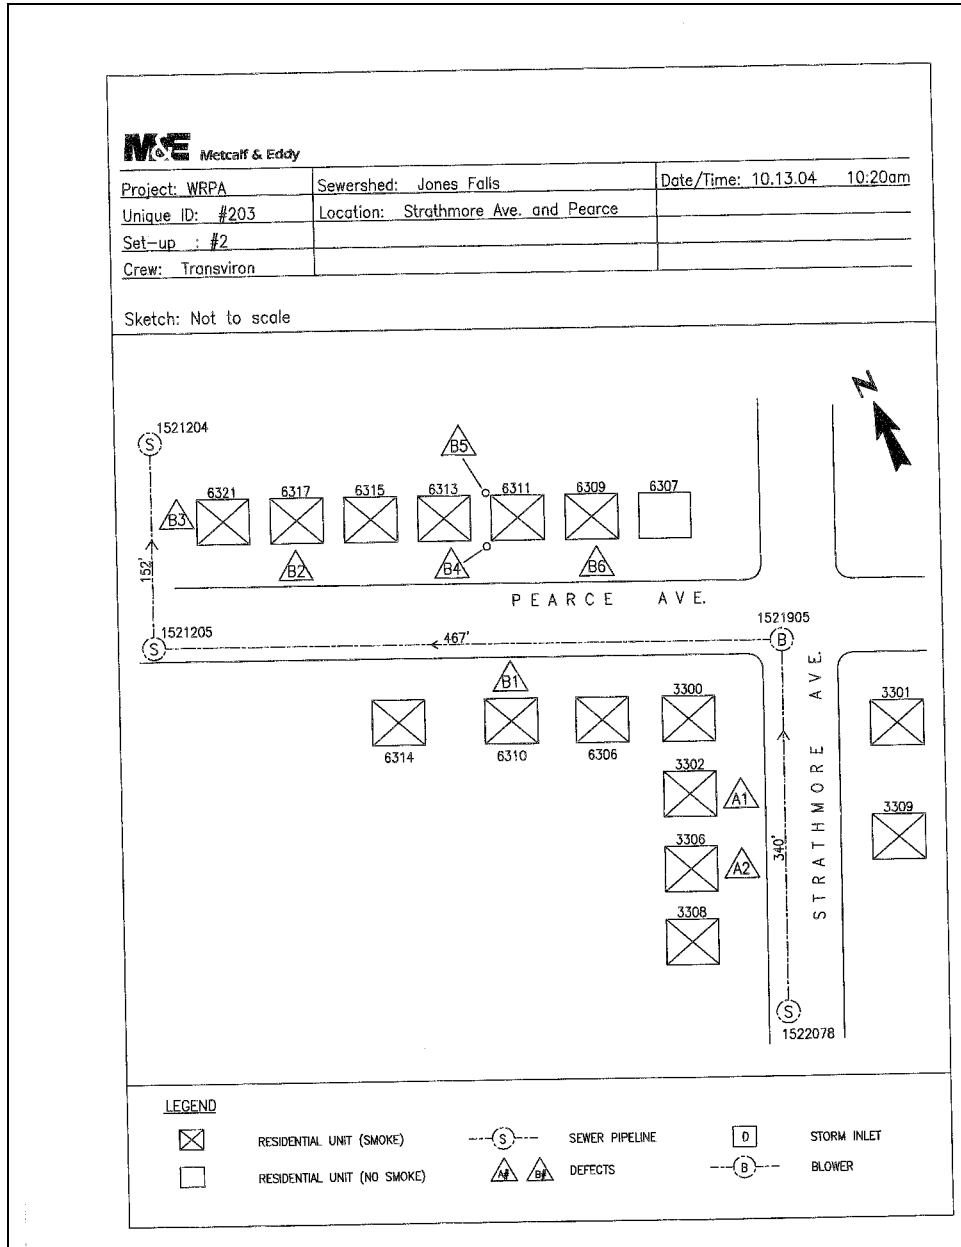 M&E Metcalf & Eddy
Project: WRPA Sewershed: Jones Falls Date/Time: 10.13.04 10:20am
Unique ID: #203 Location: Strathmore Ave. and Pearce
Set-up : #2
Crew: Transviron
Sketch: Not to scale
N
1521204
S
B5
6321 6317 6315 6313 6311 6309 6307
B3
B2 B4 B6
152'
PEARCE AVE.
1521205
S
467'
1521905
B
B1
6314 6310 6306 3300
3301
3302
A1
3309
3306
A2
340'
STRATHMORE AVE.
3308
S
1522078
LEGEND
RESIDENTIAL UNIT (SMOKE) S SEWER PIPELINE D STORM INLET
RESIDENTIAL UNIT (NO SMOKE) A# B# DEFECTS B BLOWER